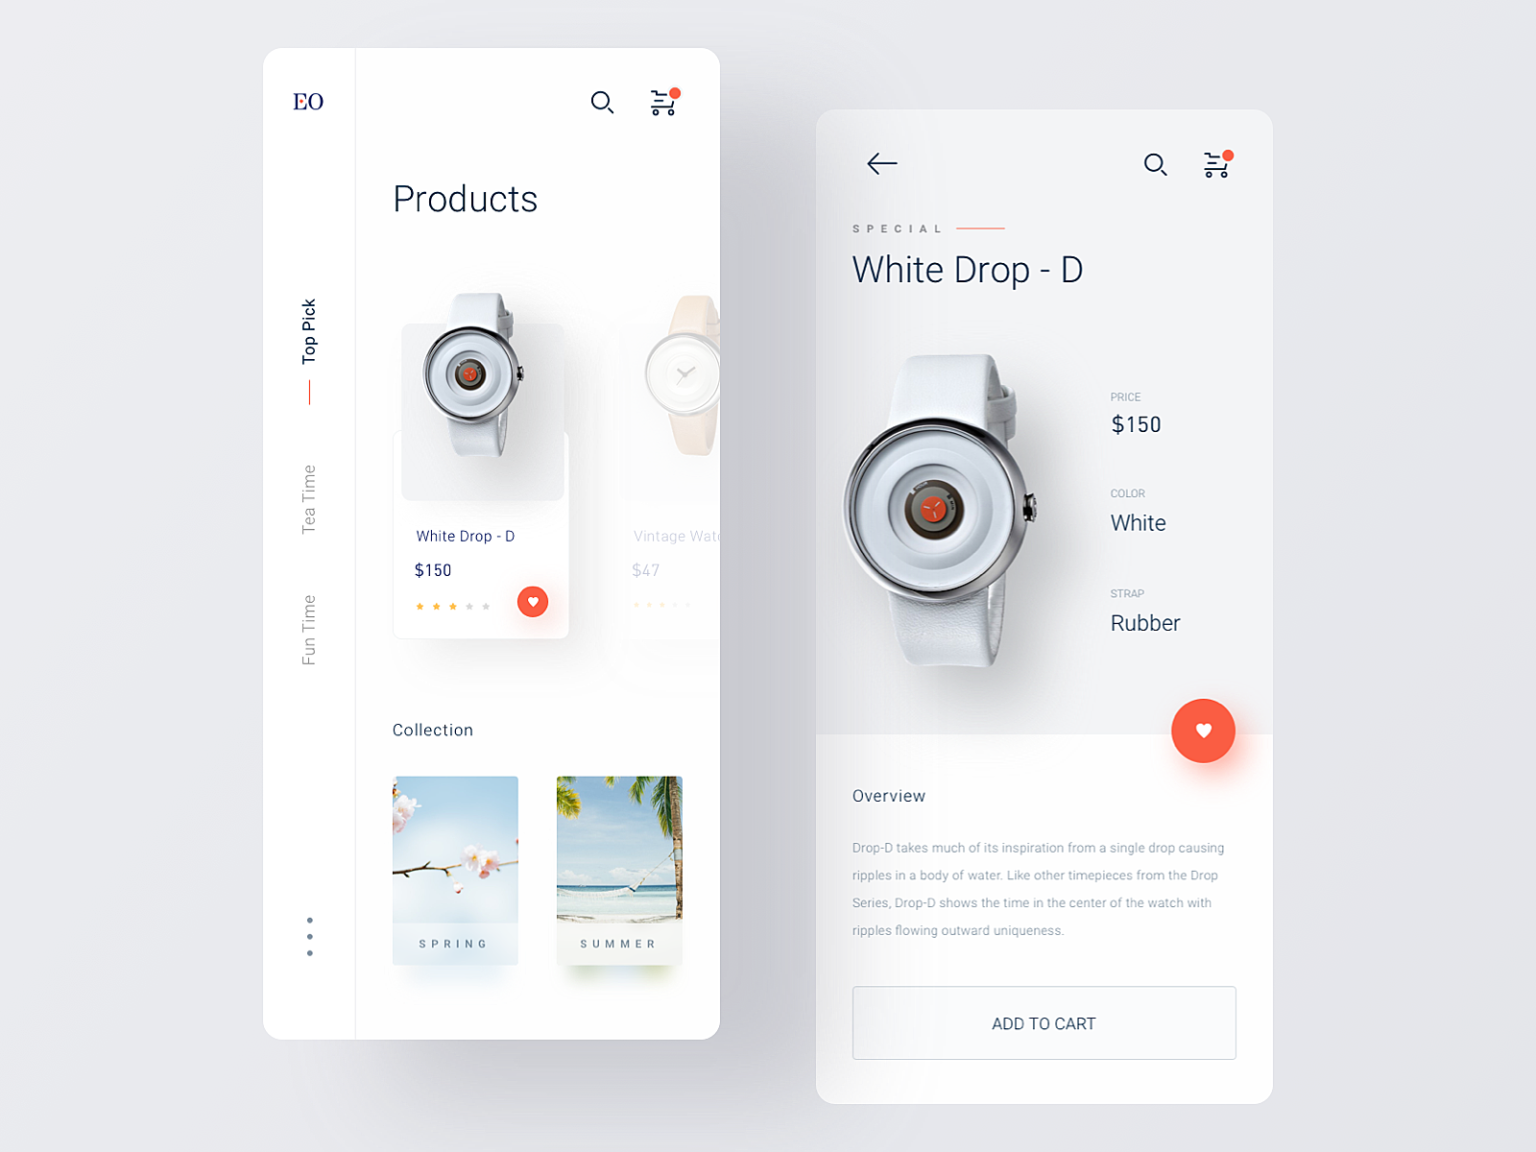 EO
Products
Top Pick
Tea Time
Fun Time
White Drop - D
$150
Vintage
$47
Collection
SPRING
SUMMER
SPECIAL
White Drop - D
PRICE
$150
COLOR
White
STRAP
Rubber
Overview
Drop-D takes much of its inspiration from a single drop causing
ripples in a body of water. Like other timepieces from the Drop
Series, Drop-D shows the time in the center of the watch with
ripples flowing outward uniqueness.
ADD TO CART